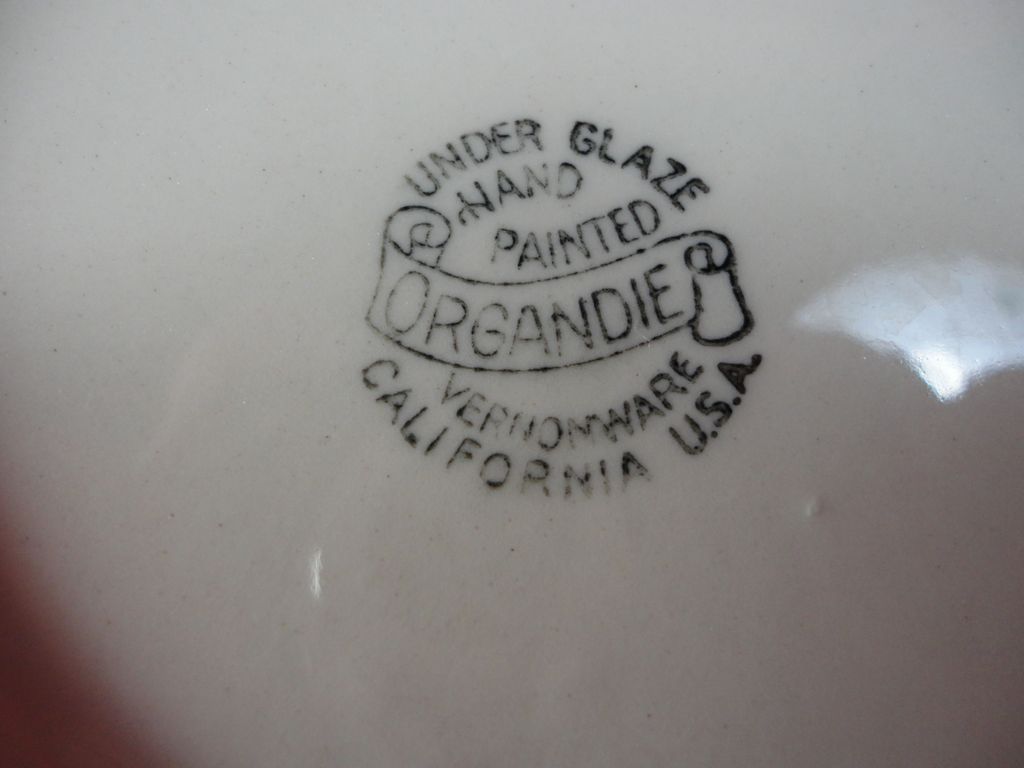 UNDER GLAZE
HAND
PAINTED
ORGANDIE
VERNONWARE
CALIFORNIA U.S.A.